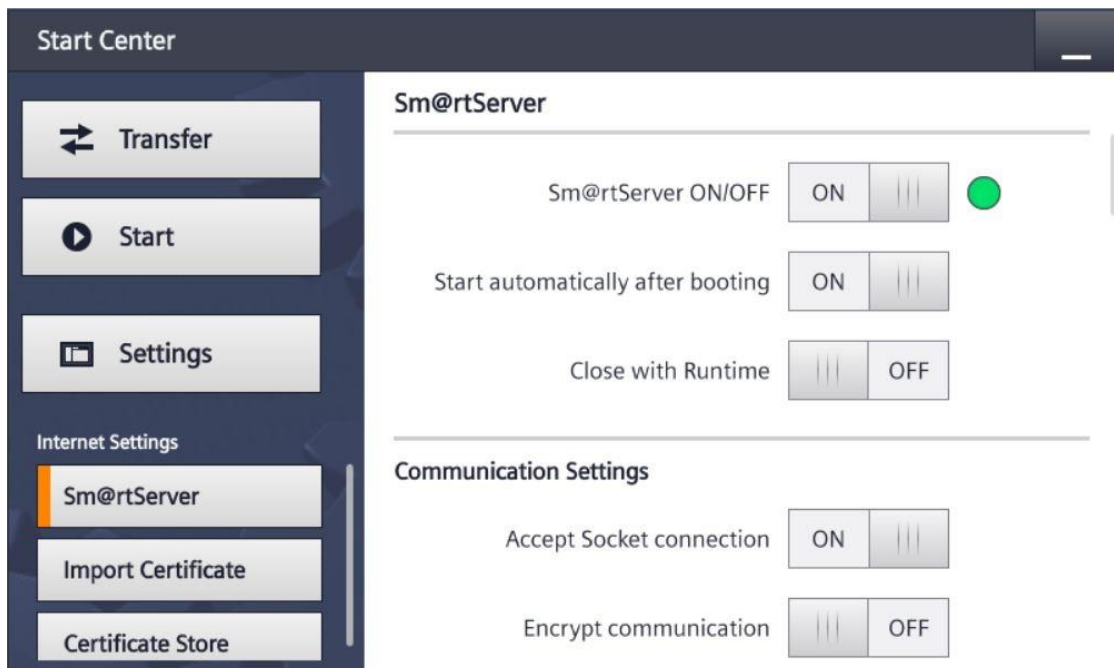 Start Center
Transfer
Start
Settings
Internet Settings
Sm@rtServer
Import Certificate
Certificate Store
Sm@rtServer
Sm@rtServer ON/OFF ON
Start automatically after booting ON
Close with Runtime OFF
Communication Settings
Accept Socket connection ON
Encrypt communication OFF